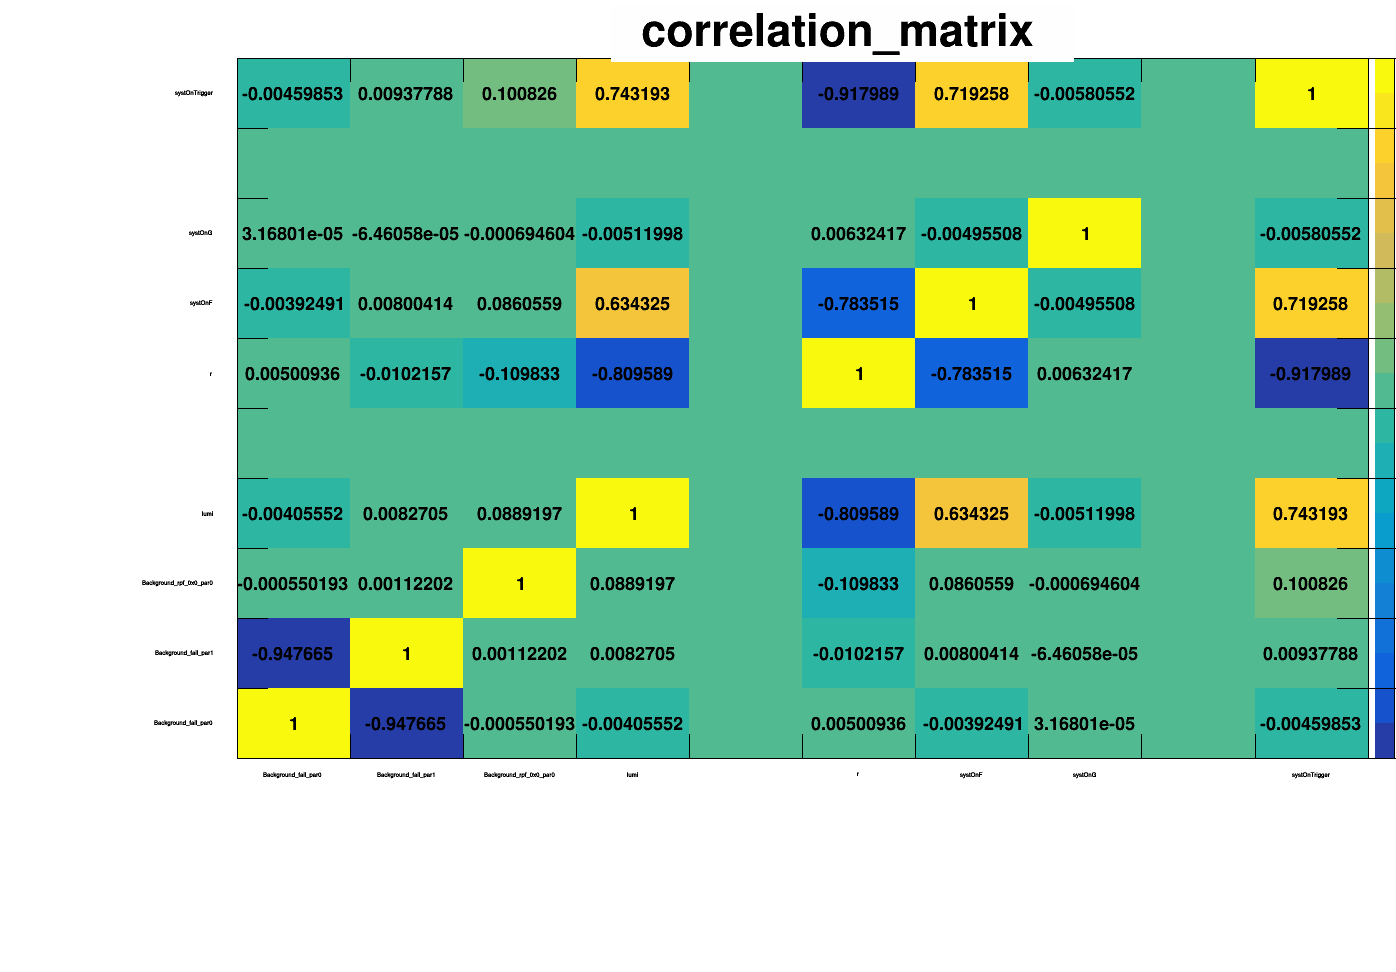 correlation_matrix
systOnTrigger -0.00459853 0.00937788 0.100826 0.743193 -0.917989 0.719258 -0.00580552 1
systOnG 3.16801e-05 -6.46058e-05 -0.000694604 -0.00511998 0.00632417 -0.00495508 1 -0.00580552
systOnF -0.00392491 0.00800414 0.0860559 0.634325 -0.783515 1 -0.00495508 0.719258
r 0.00500936 -0.0102157 -0.109833 -0.809589 1 -0.783515 0.00632417 -0.917989
lumi -0.00405552 0.0082705 0.0889197 1 -0.809589 0.634325 -0.00511998 0.743193
Background_rpf_0x0_par0 -0.000550193 0.00112202 1 0.0889197 -0.109833 0.0860559 -0.000694604 0.100826
Background_fail_par1 -0.947665 1 0.00112202 0.0082705 -0.0102157 0.00800414 -6.46058e-05 0.00937788
Background_fail_par0 1 -0.947665 -0.000550193 -0.00405552 0.00500936 -0.00392491 3.16801e-05 -0.00459853
Background_fail_par0 Background_fail_par1 Background_rpf_0x0_par0 lumi r systOnF systOnG systOnTrigger